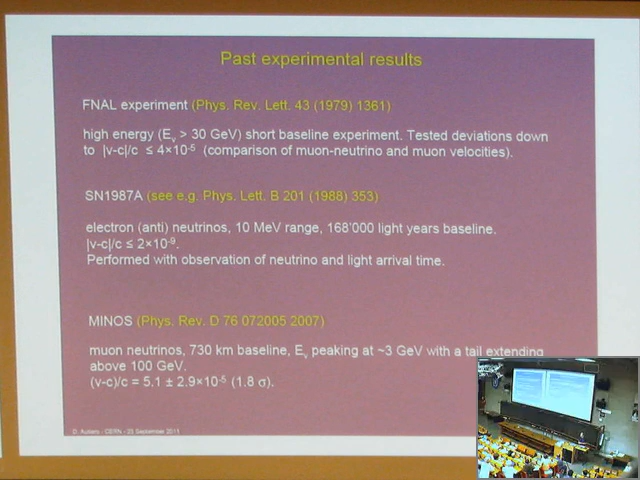 Past experimental results
FNAL experiment (Phys. Rev. Lett. 43 (1979) 1361)
high energy (Eᵥ > 30 GeV) short baseline experiment. Tested deviations down
to |v-c|/c ≤ 4×10⁻⁵ (comparison of muon-neutrino and muon velocities).
SN1987A (see e.g. Phys. Lett. B 201 (1988) 353)
electron (anti) neutrinos, 10 MeV range, 168'000 light years baseline.
|v-c|/c ≤ 2×10⁻⁹.
Performed with observation of neutrino and light arrival time.
MINOS (Phys. Rev. D 76 072005 2007)
muon neutrinos, 730 km baseline, Eᵥ peaking at ~3 GeV with a tail extending
above 100 GeV.
(v-c)/c = 5.1 ± 2.9×10⁻⁵ (1.8 σ).
D. Autiero - CERN - 23 September 2011